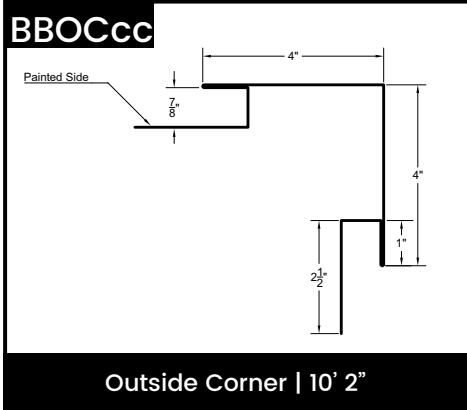 BBOCcc
4"
Painted Side
7/8"
4"
1"
2 1/2"
Outside Corner | 10’ 2”